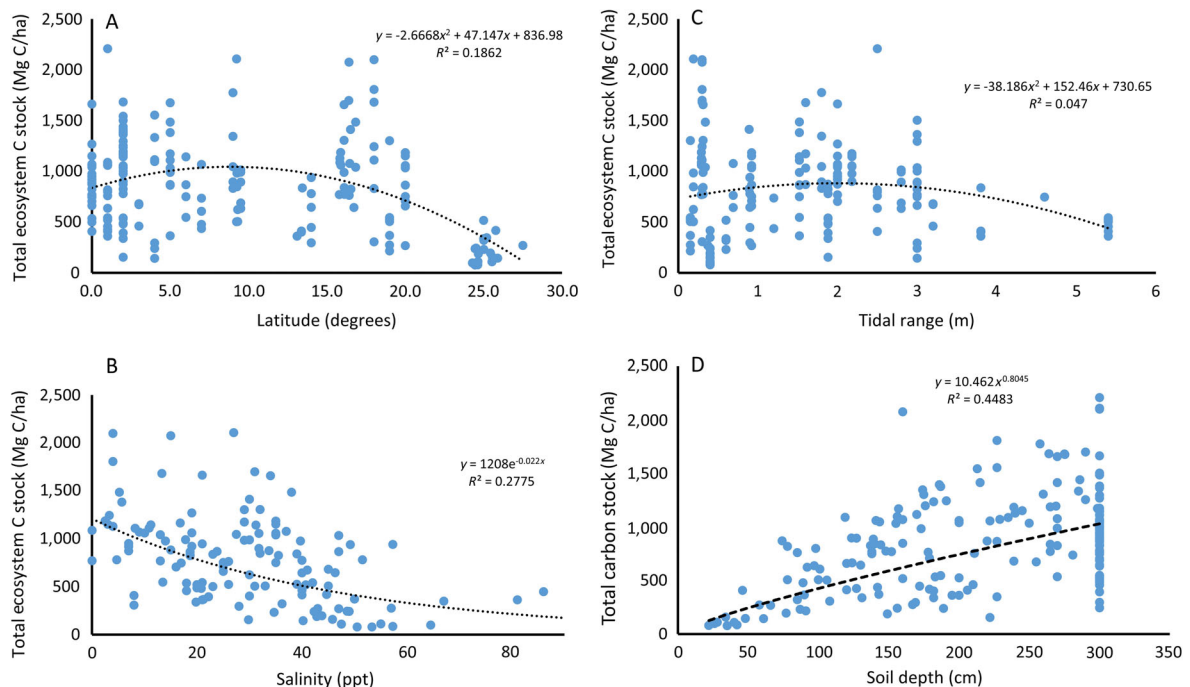 A
y = -2.6668x² + 47.147x + 836.98
R² = 0.1862
Total ecosystem C stock (Mg C/ha)
2,500
2,000
1,500
1,000
500
0
0.0 5.0 10.0 15.0 20.0 25.0 30.0
Latitude (degrees)
C
y = -38.186x² + 152.46x + 730.65
R² = 0.047
Total ecosystem C stock (Mg C/ha)
2,500
2,000
1,500
1,000
500
0
0 1 2 3 4 5 6
Tidal range (m)
B
y = 1208e^-0.022x
R² = 0.2775
Total ecosystem C stock (Mg C/ha)
2,500
2,000
1,500
1,000
500
0
0 20 40 60 80
Salinity (ppt)
D
y = 10.462x^0.8045
R² = 0.4483
Total carbon stock (Mg C/ha)
2,500
2,000
1,500
1,000
500
0
0 50 100 150 200 250 300 350
Soil depth (cm)